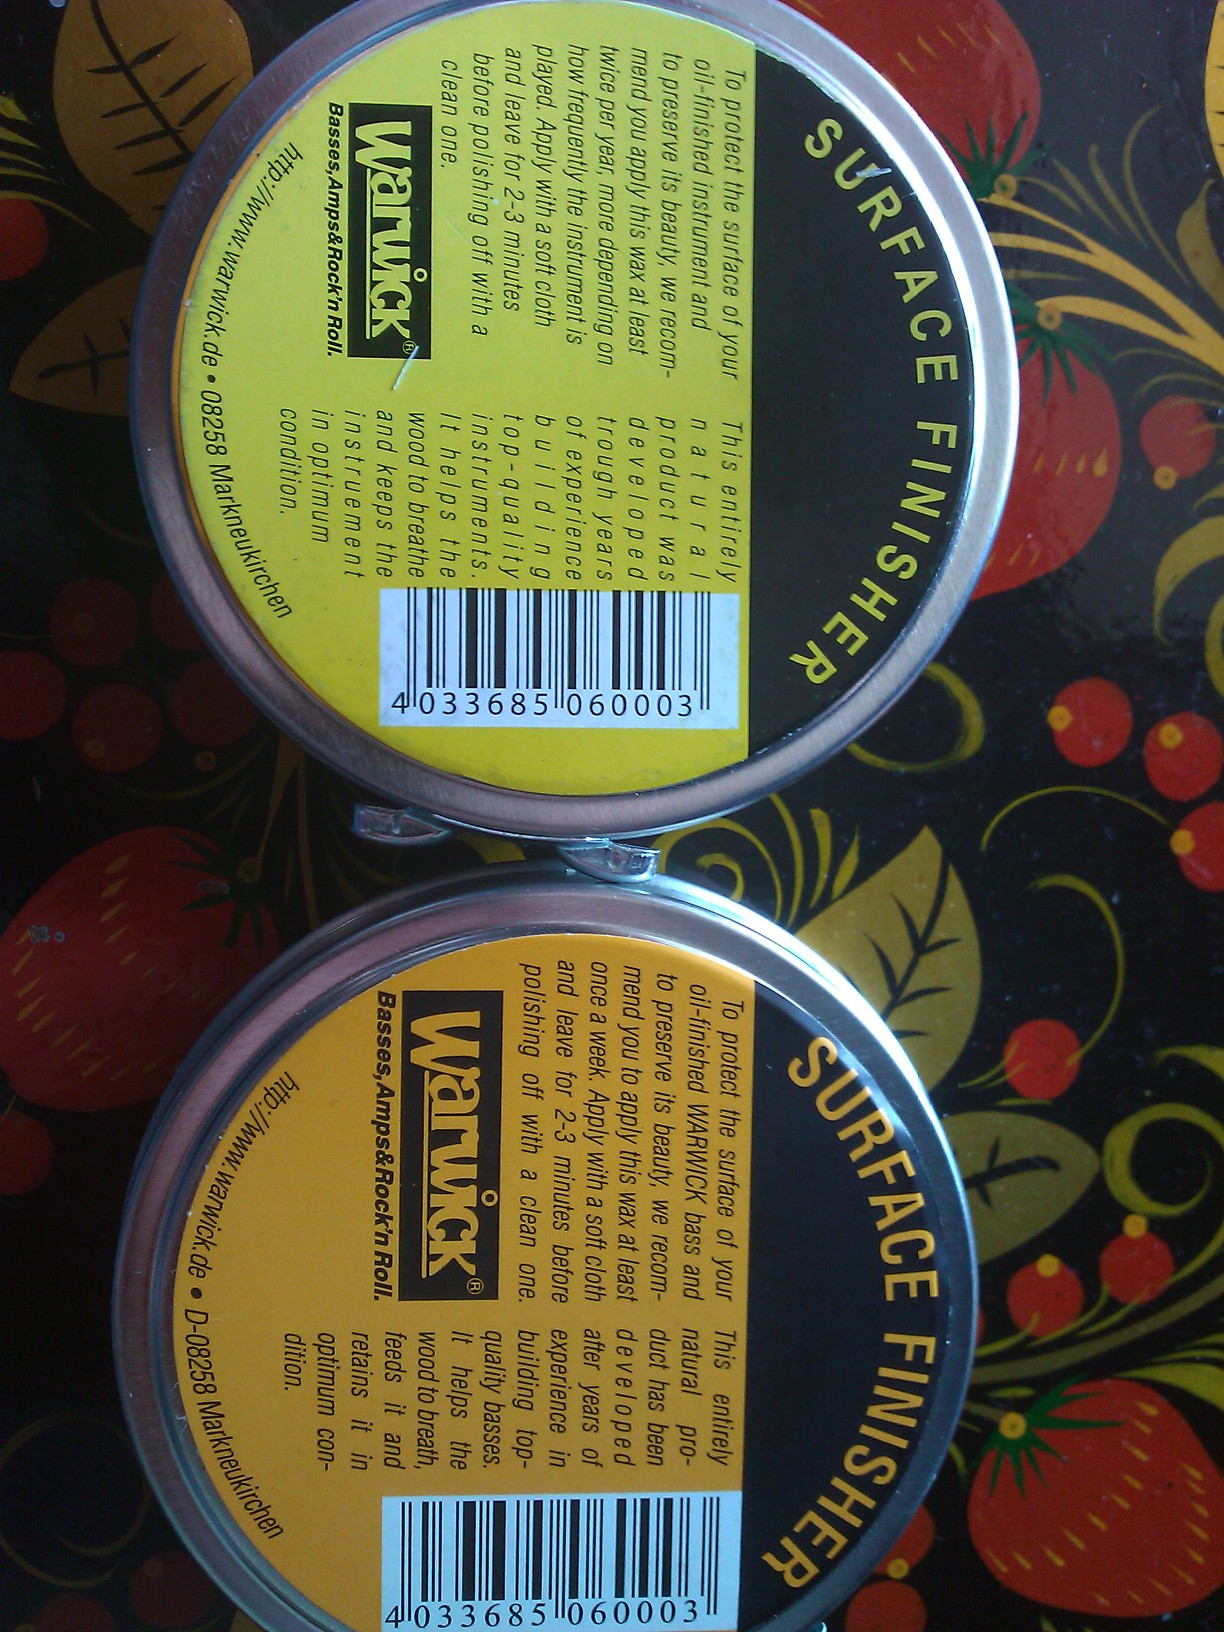 SURFACE FINISHER
To protect the surface of your
oil-finished instrument and
to preserve its beauty, we recom-
mend you apply this wax at least
twice per year, more depending on
how frequently the instrument is
played. Apply with a soft cloth
and leave for 2-3 minutes
before polishing off with a
clean one.
Warwick®
Basses,Amps&Rock'n Roll.
This entirely
natural
product was
developed
trough years
of experience
building
top-quality
instruments.
It helps the
wood to breathe
and keeps the
instruement
in optimum
condition.
4 033685 060003
http://www.warwick.de • 08258 Markneukirchen
SURFACE FINISHER
To protect the surface of your
oil-finished WARWICK bass and
to preserve its beauty, we recom-
mend you to apply this wax at least
once a week. Apply with a soft cloth
and leave for 2-3 minutes before
polishing off with a clean one.
Warwick®
Basses,Amps&Rock'n Roll.
This entirely
natural pro-
duct has been
developed
after years of
experience in
building top-
quality basses.
It helps the
wood to breath,
feeds it and
retains it in
optimum con-
dition.
4 033685 060003
http://www.warwick.de • D-08258 Markneukirchen